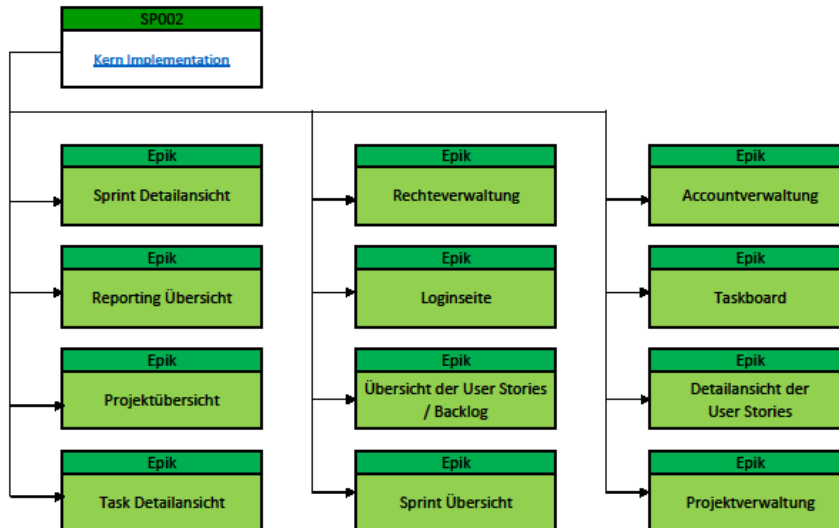 SP002
Kern Implementation
Epik
Sprint Detailansicht
Epik
Rechteverwaltung
Epik
Accountverwaltung
Epik
Reporting Übersicht
Epik
Loginseite
Epik
Taskboard
Epik
Projektübersicht
Epik
Übersicht der User Stories
/ Backlog
Epik
Detailansicht der
User Stories
Epik
Task Detailansicht
Epik
Sprint Übersicht
Epik
Projektverwaltung